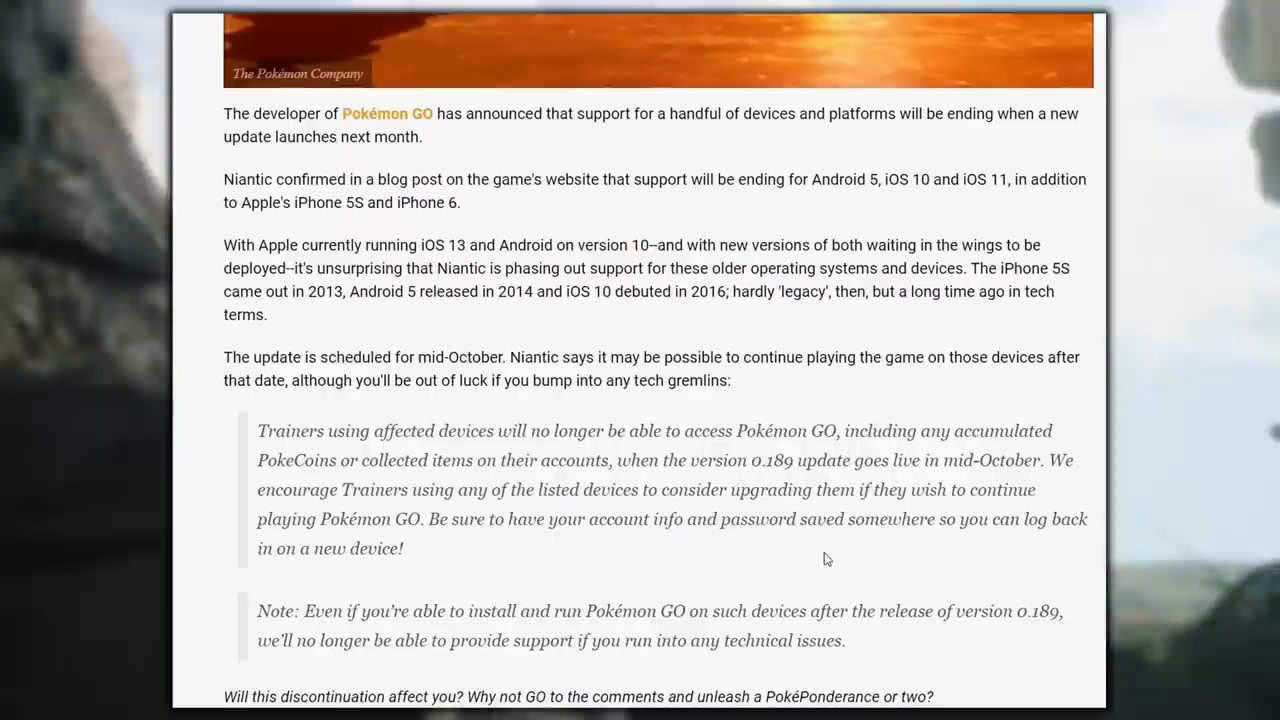 The Pokémon Company
The developer of Pokémon GO has announced that support for a handful of devices and platforms will be ending when a new
update launches next month.
Niantic confirmed in a blog post on the game's website that support will be ending for Android 5, iOS 10 and iOS 11, in addition
to Apple's iPhone 5S and iPhone 6.
With Apple currently running iOS 13 and Android on version 10--and with new versions of both waiting in the wings to be
deployed--it's unsurprising that Niantic is phasing out support for these older operating systems and devices. The iPhone 5S
came out in 2013, Android 5 released in 2014 and iOS 10 debuted in 2016; hardly 'legacy', then, but a long time ago in tech
terms.
The update is scheduled for mid-October. Niantic says it may be possible to continue playing the game on those devices after
that date, although you'll be out of luck if you bump into any tech gremlins:
Trainers using affected devices will no longer be able to access Pokémon GO, including any accumulated
PokeCoins or collected items on their accounts, when the version 0.189 update goes live in mid-October. We
encourage Trainers using any of the listed devices to consider upgrading them if they wish to continue
playing Pokémon GO. Be sure to have your account info and password saved somewhere so you can log back
in on a new device!
Note: Even if you're able to install and run Pokémon GO on such devices after the release of version 0.189,
we'll no longer be able to provide support if you run into any technical issues.
Will this discontinuation affect you? Why not GO to the comments and unleash a PokéPonderance or two?